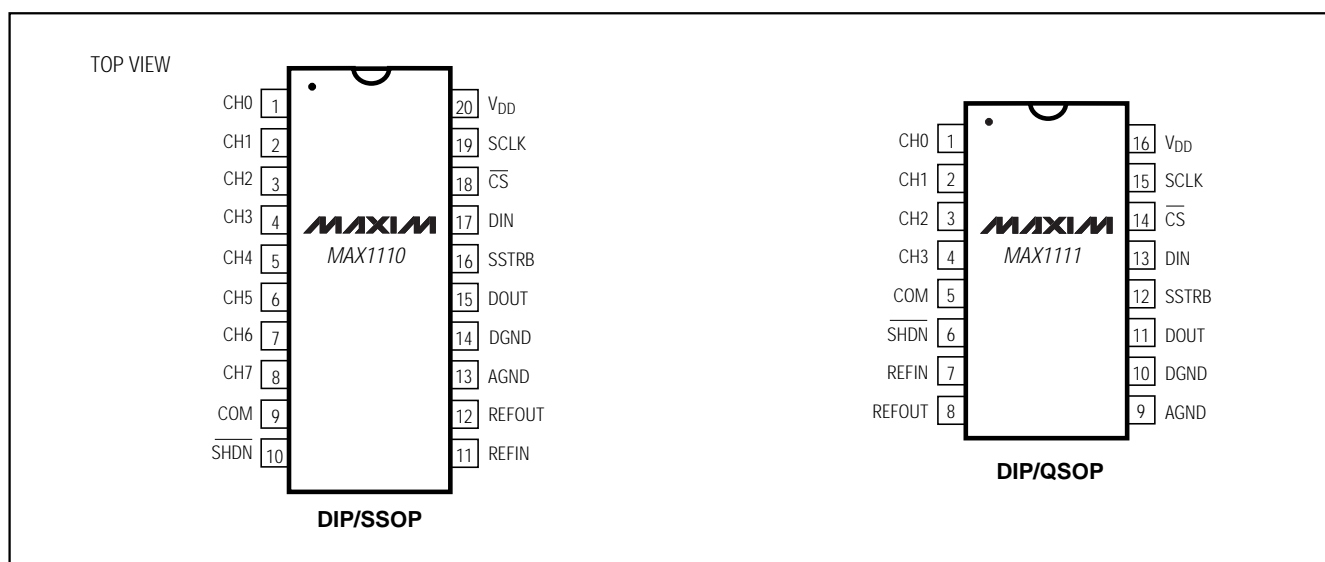 TOP VIEW
CH0 1
CH1 2
CH2 3
CH3 4
CH4 5
CH5 6
CH6 7
CH7 8
COM 9
SHDN 10
MAXIM
MAX1110
20 VDD
19 SCLK
18 CS
17 DIN
16 SSTRB
15 DOUT
14 DGND
13 AGND
12 REFOUT
11 REFIN
DIP/SSOP
CH0 1
CH1 2
CH2 3
CH3 4
COM 5
SHDN 6
REFIN 7
REFOUT 8
MAXIM
MAX1111
16 VDD
15 SCLK
14 CS
13 DIN
12 SSTRB
11 DOUT
10 DGND
9 AGND
DIP/QSOP